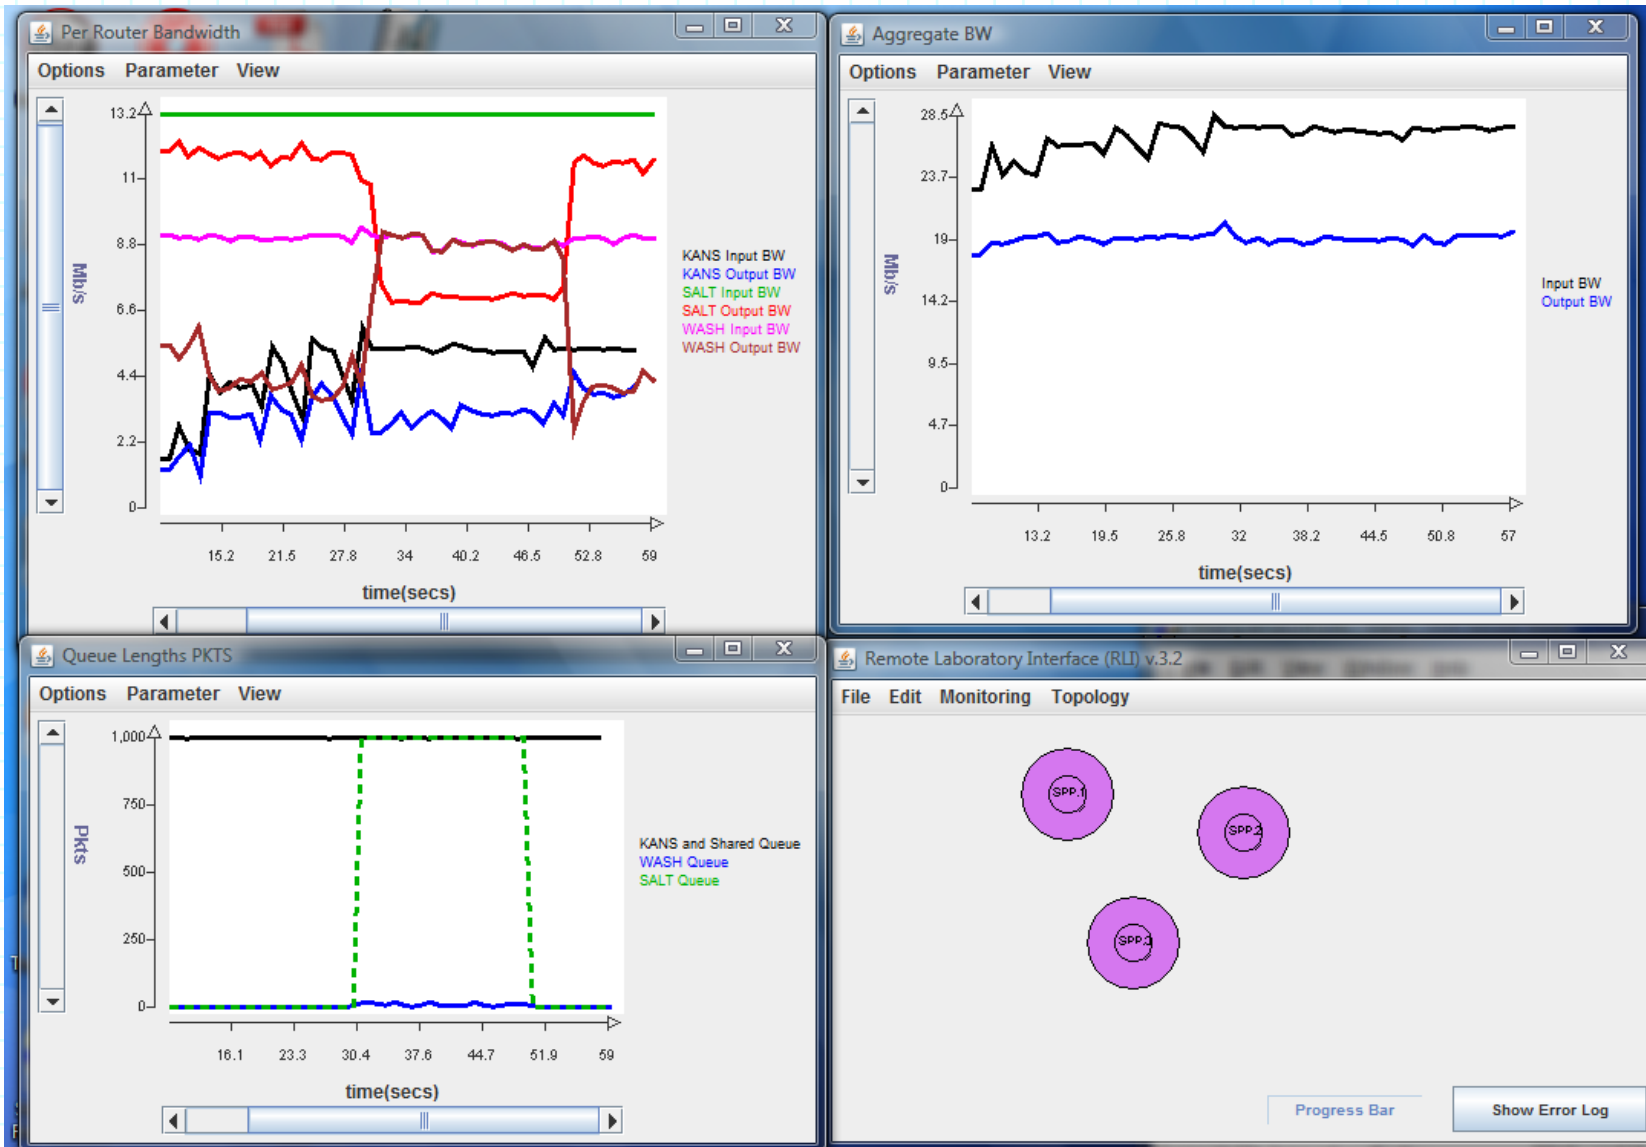 Per Router Bandwidth
Options Parameter View
13.2
11
8.8
6.6
4.4
2.2
0
Mb/s
15.2 21.5 27.8 34 40.2 46.5 52.8 59
time(secs)
KANS Input BW
KANS Output BW
SALT Input BW
SALT Output BW
WASH Input BW
WASH Output BW
Aggregate BW
Options Parameter View
28.5
23.7
19
14.2
9.5
4.7
0
Mb/s
13.2 19.5 25.8 32 38.2 44.5 50.8 57
time(secs)
Input BW
Output BW
Queue Lengths PKTS
Options Parameter View
1,000
750
500
250
0
Pkts
16.1 23.3 30.4 37.6 44.7 51.9 59
time(secs)
KANS and Shared Queue
WASH Queue
SALT Queue
Remote Laboratory Interface (RLI) v.3.2
File Edit Monitoring Topology
SPP.1
SPP.2
SPP.3
Progress Bar
Show Error Log